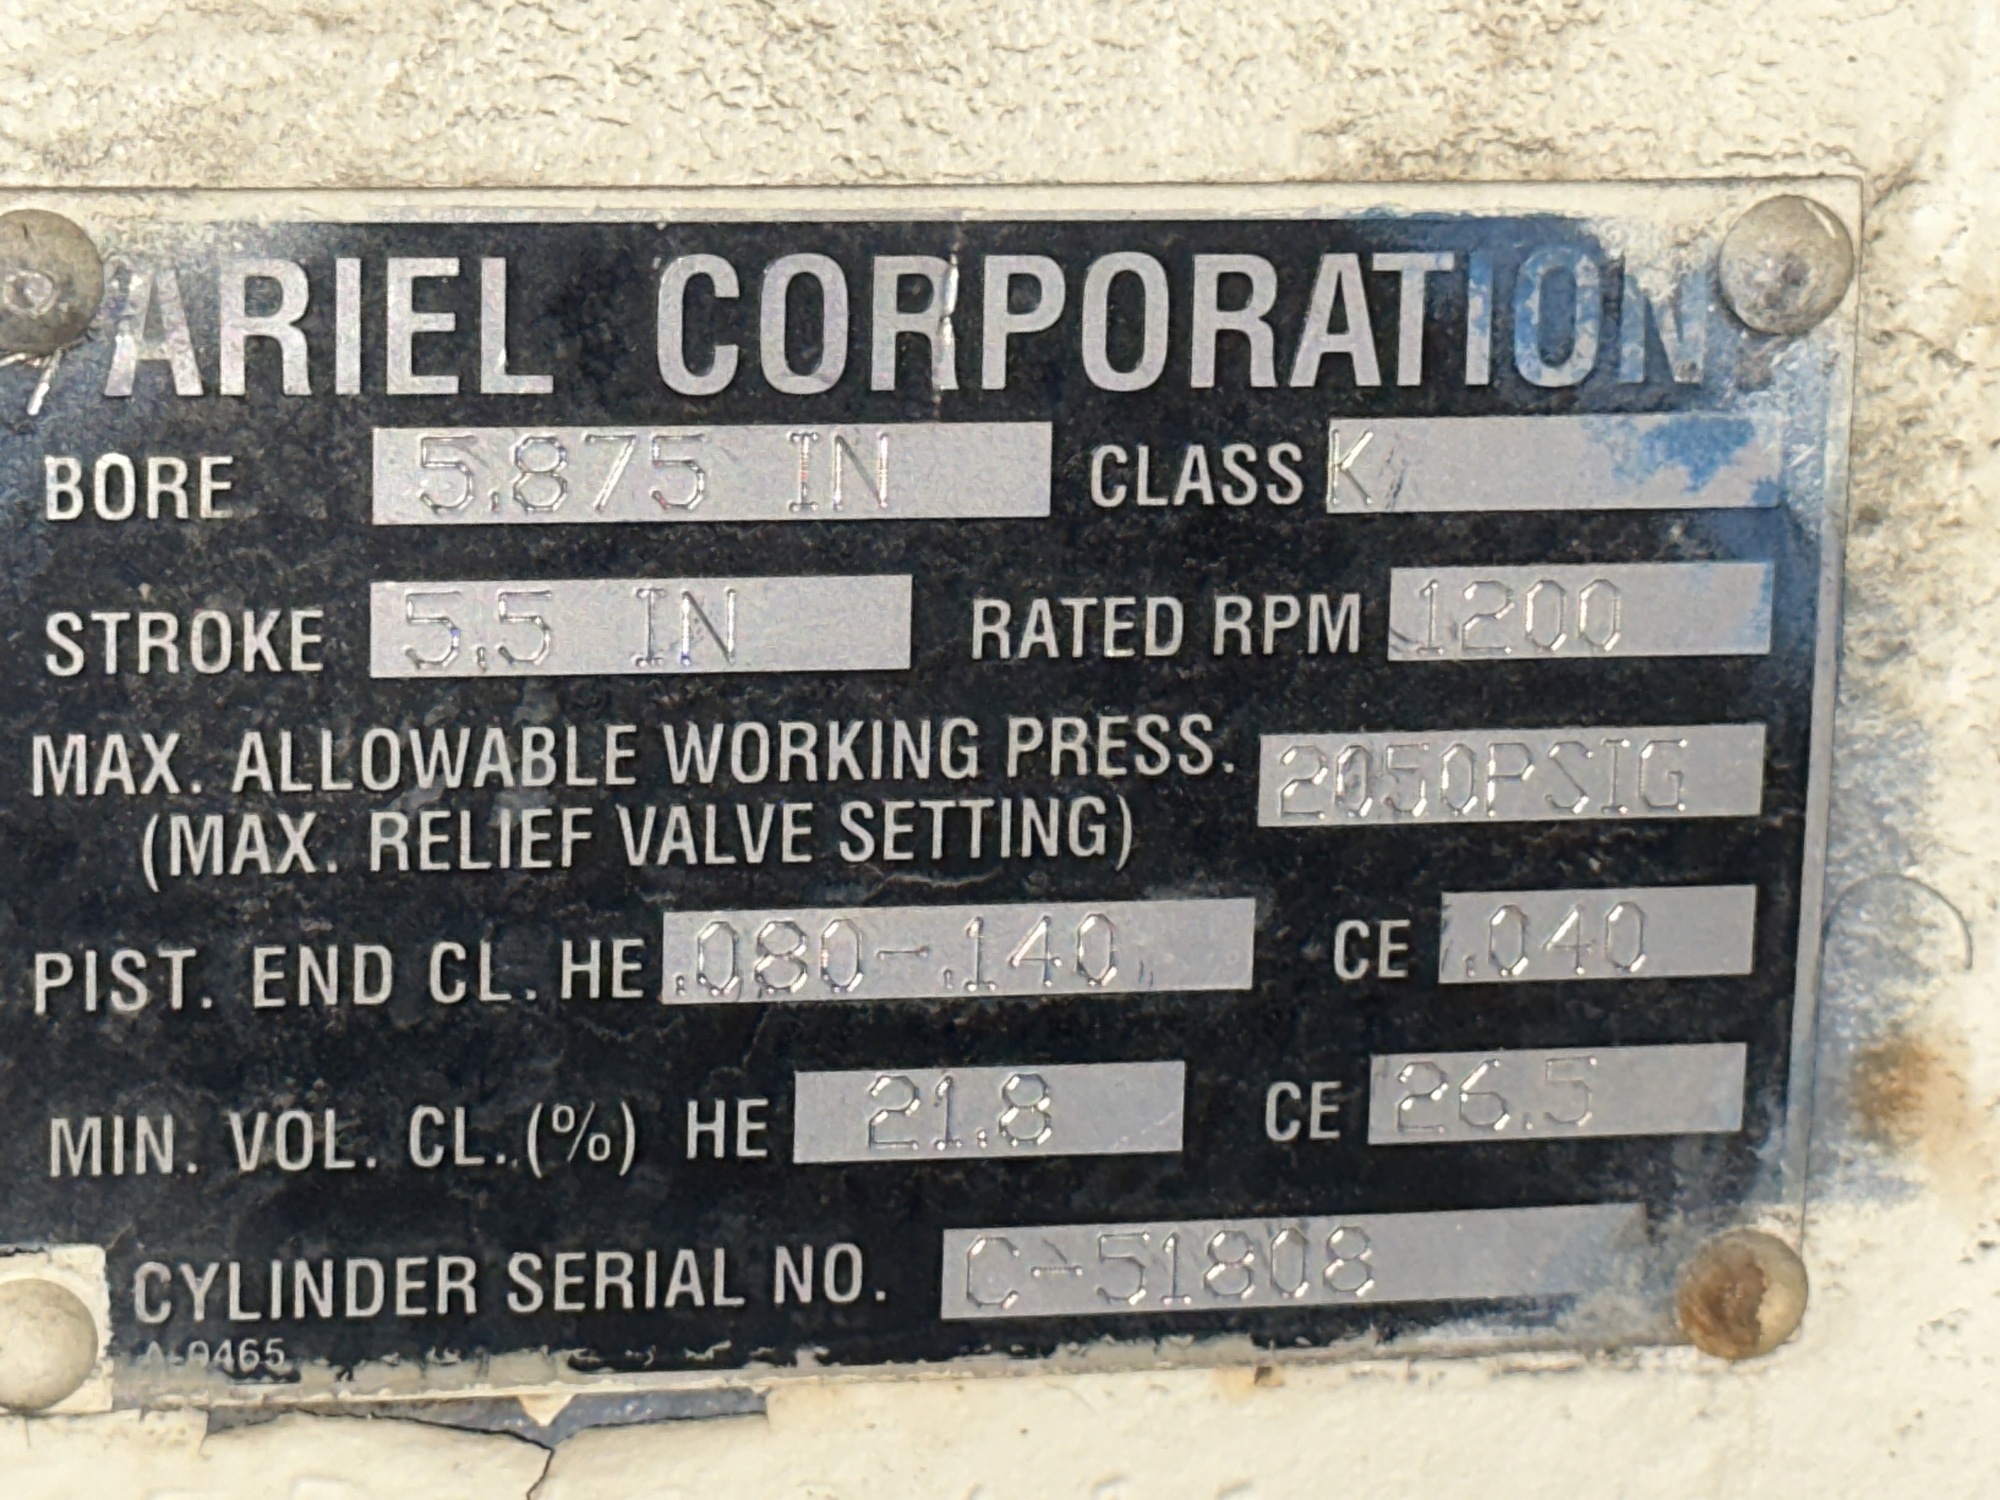 ARIEL CORPORATION
BORE 5.875 IN CLASS K
STROKE 5.5 IN RATED RPM 1200
MAX. ALLOWABLE WORKING PRESS. 2050PSIG
(MAX. RELIEF VALVE SETTING)
PIST. END CL. HE .080-.140 CE .040
MIN. VOL. CL. (%) HE 21.8 CE 26.5
CYLINDER SERIAL NO. C-51808
A-0465